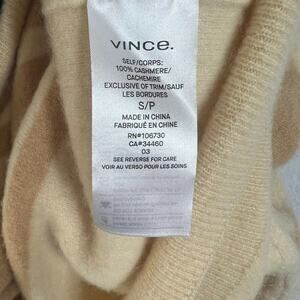 VINCE.
SELF/CORPS:
100% CASHMERE/
CACHEMIRE
EXCLUSIVE OF TRIM/SAUF
LES BORDURES
S/P
MADE IN CHINA
FABRIQUÉ EN CHINE
RN#106730
CA#34460
03
SEE REVERSE FOR CARE
VOIR AU VERSO POUR LES SOINS